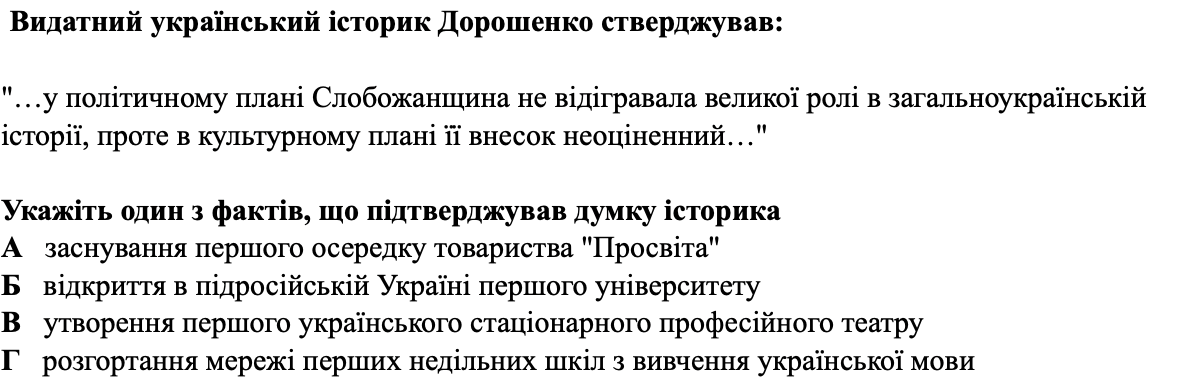 Видатний український історик Дорошенко стверджував:
"…у політичному плані Слобожанщина не відігравала великої ролі в загальноукраїнській
історії, проте в культурному плані її внесок неоціненний…"
Укажіть один з фактів, що підтверджував думку історика
А заснування першого осередку товариства "Просвіта"
Б відкриття в підросійській Україні першого університету
В утворення першого українського стаціонарного професійного театру
Г розгортання мережі перших недільних шкіл з вивчення української мови